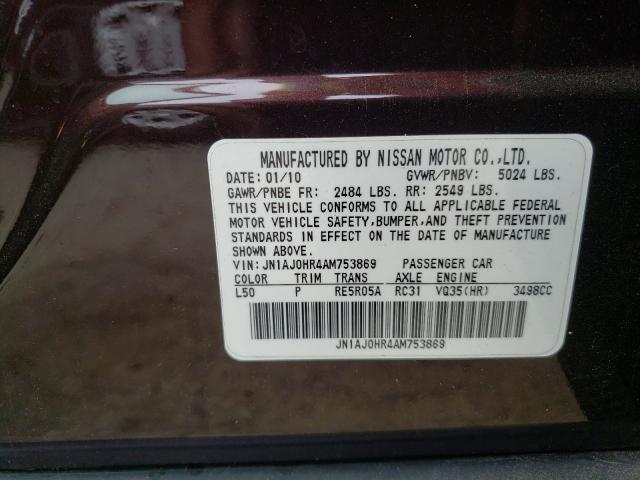 MANUFACTURED BY NISSAN MOTOR CO.,LTD.
DATE: 01/10 GVWR/PNBV: 5024 LBS.
GAWR/PNBE FR: 2484 LBS. RR: 2549 LBS.
THIS VEHICLE CONFORMS TO ALL APPLICABLE FEDERAL
MOTOR VEHICLE SAFETY, BUMPER, AND THEFT PREVENTION
STANDARDS IN EFFECT ON THE DATE OF MANUFACTURE
SHOWN ABOVE.
VIN: JN1AJ0HR4AM753869 PASSENGER CAR
COLOR TRIM TRANS AXLE ENGINE
L50 P RE5R05A RC31 VQ35(HR) 3498CC
JN1AJ0HR4AM753869